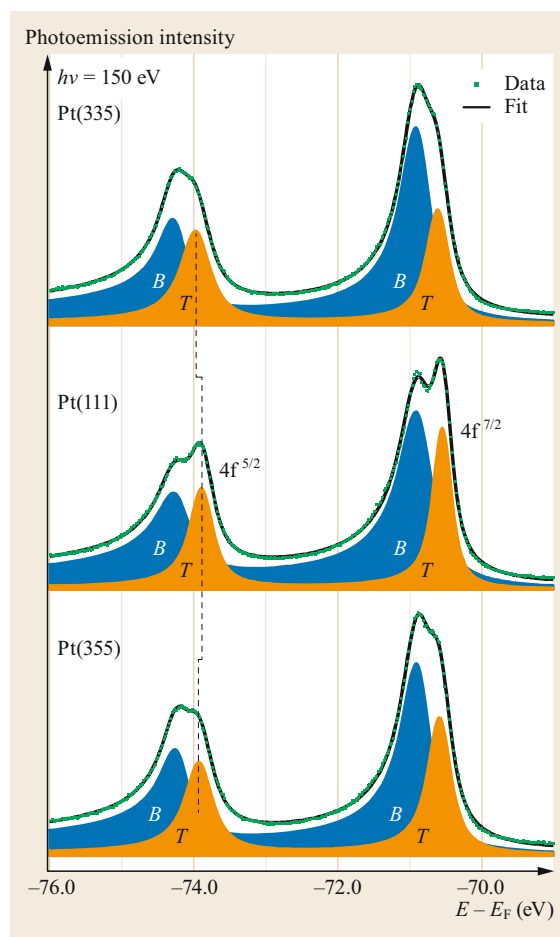 Photoemission intensity
hν = 150 eV
Data
Fit
Pt(335)
B
T
B
T
Pt(111)
4f 5/2
4f 7/2
B
T
B
T
Pt(355)
B
T
B
T
–76.0
–74.0
–72.0
–70.0
E – EF (eV)